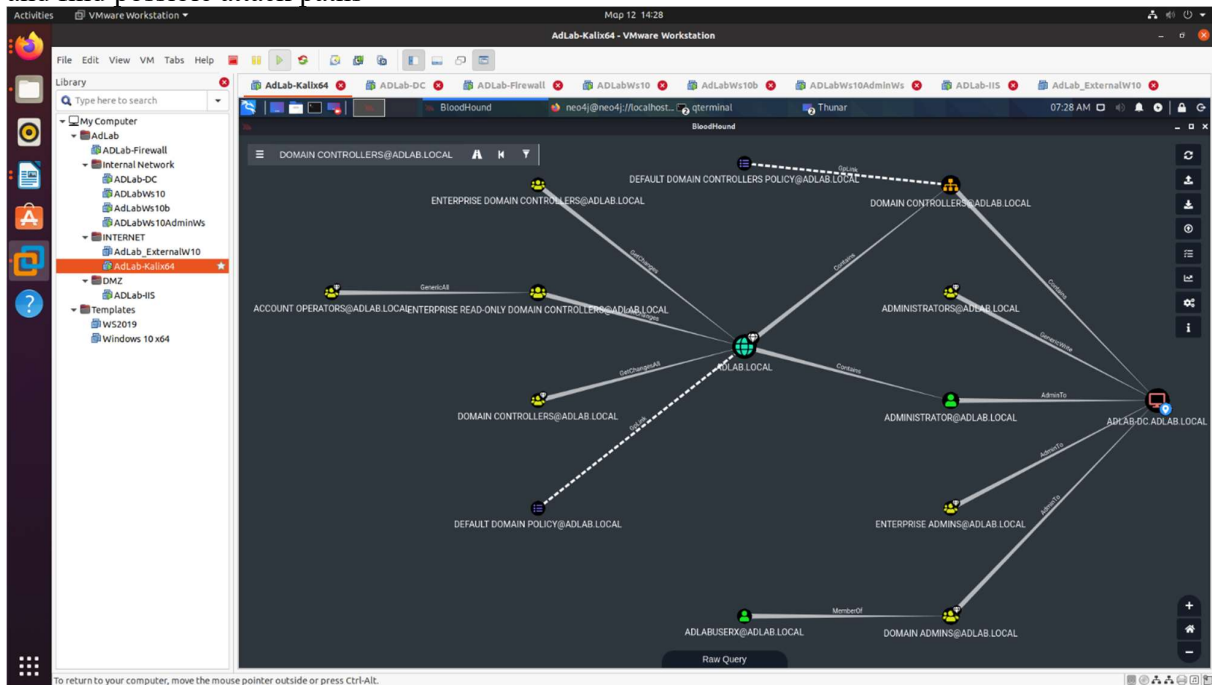 and find possible attack paths
Activities VMware Workstation Μαρ 12 14:28
AdLab-Kalix64 - VMware Workstation
File Edit View VM Tabs Help
Library
Type here to search
My Computer
AdLab
ADLab-Firewall
Internal Network
ADLab-DC
ADLabWs10
AdLabWs10b
ADLabWs10AdminWs
INTERNET
AdLab_ExternalW10
AdLab-Kalix64
DMZ
ADLab-IIS
Templates
WS2019
Windows 10 x64
AdLab-Kalix64 ADLab-DC ADLab-Firewall ADLabWs10 AdLabWs10b ADLabWs10AdminWs ADLab-IIS AdLab_ExternalW10
BloodHound neo4j@neo4j://localhost... qterminal Thunar 07:28 AM
BloodHound
DOMAIN CONTROLLERS@ADLAB.LOCAL
GpLink
DEFAULT DOMAIN CONTROLLERS POLICY@ADLAB.LOCAL
ENTERPRISE DOMAIN CONTROLLERS@ADLAB.LOCAL
DOMAIN CONTROLLERS@ADLAB.LOCAL
GetChanges
Contains
Contains
GenericAll
GetChanges
ACCOUNT OPERATORS@ADLAB.LOCAL
ENTERPRISE READ-ONLY DOMAIN CONTROLLERS@ADLAB.LOCAL
ADMINISTRATORS@ADLAB.LOCAL
GenericWrite
ADLAB.LOCAL
GetChangesAll
Contains
AdminTo
DOMAIN CONTROLLERS@ADLAB.LOCAL
ADMINISTRATOR@ADLAB.LOCAL
ADLAB-DC.ADLAB.LOCAL
GpLink
AdminTo
DEFAULT DOMAIN POLICY@ADLAB.LOCAL
ENTERPRISE ADMINS@ADLAB.LOCAL
AdminTo
MemberOf
ADLABUSERX@ADLAB.LOCAL
DOMAIN ADMINS@ADLAB.LOCAL
Raw Query
To return to your computer, move the mouse pointer outside or press Ctrl-Alt.